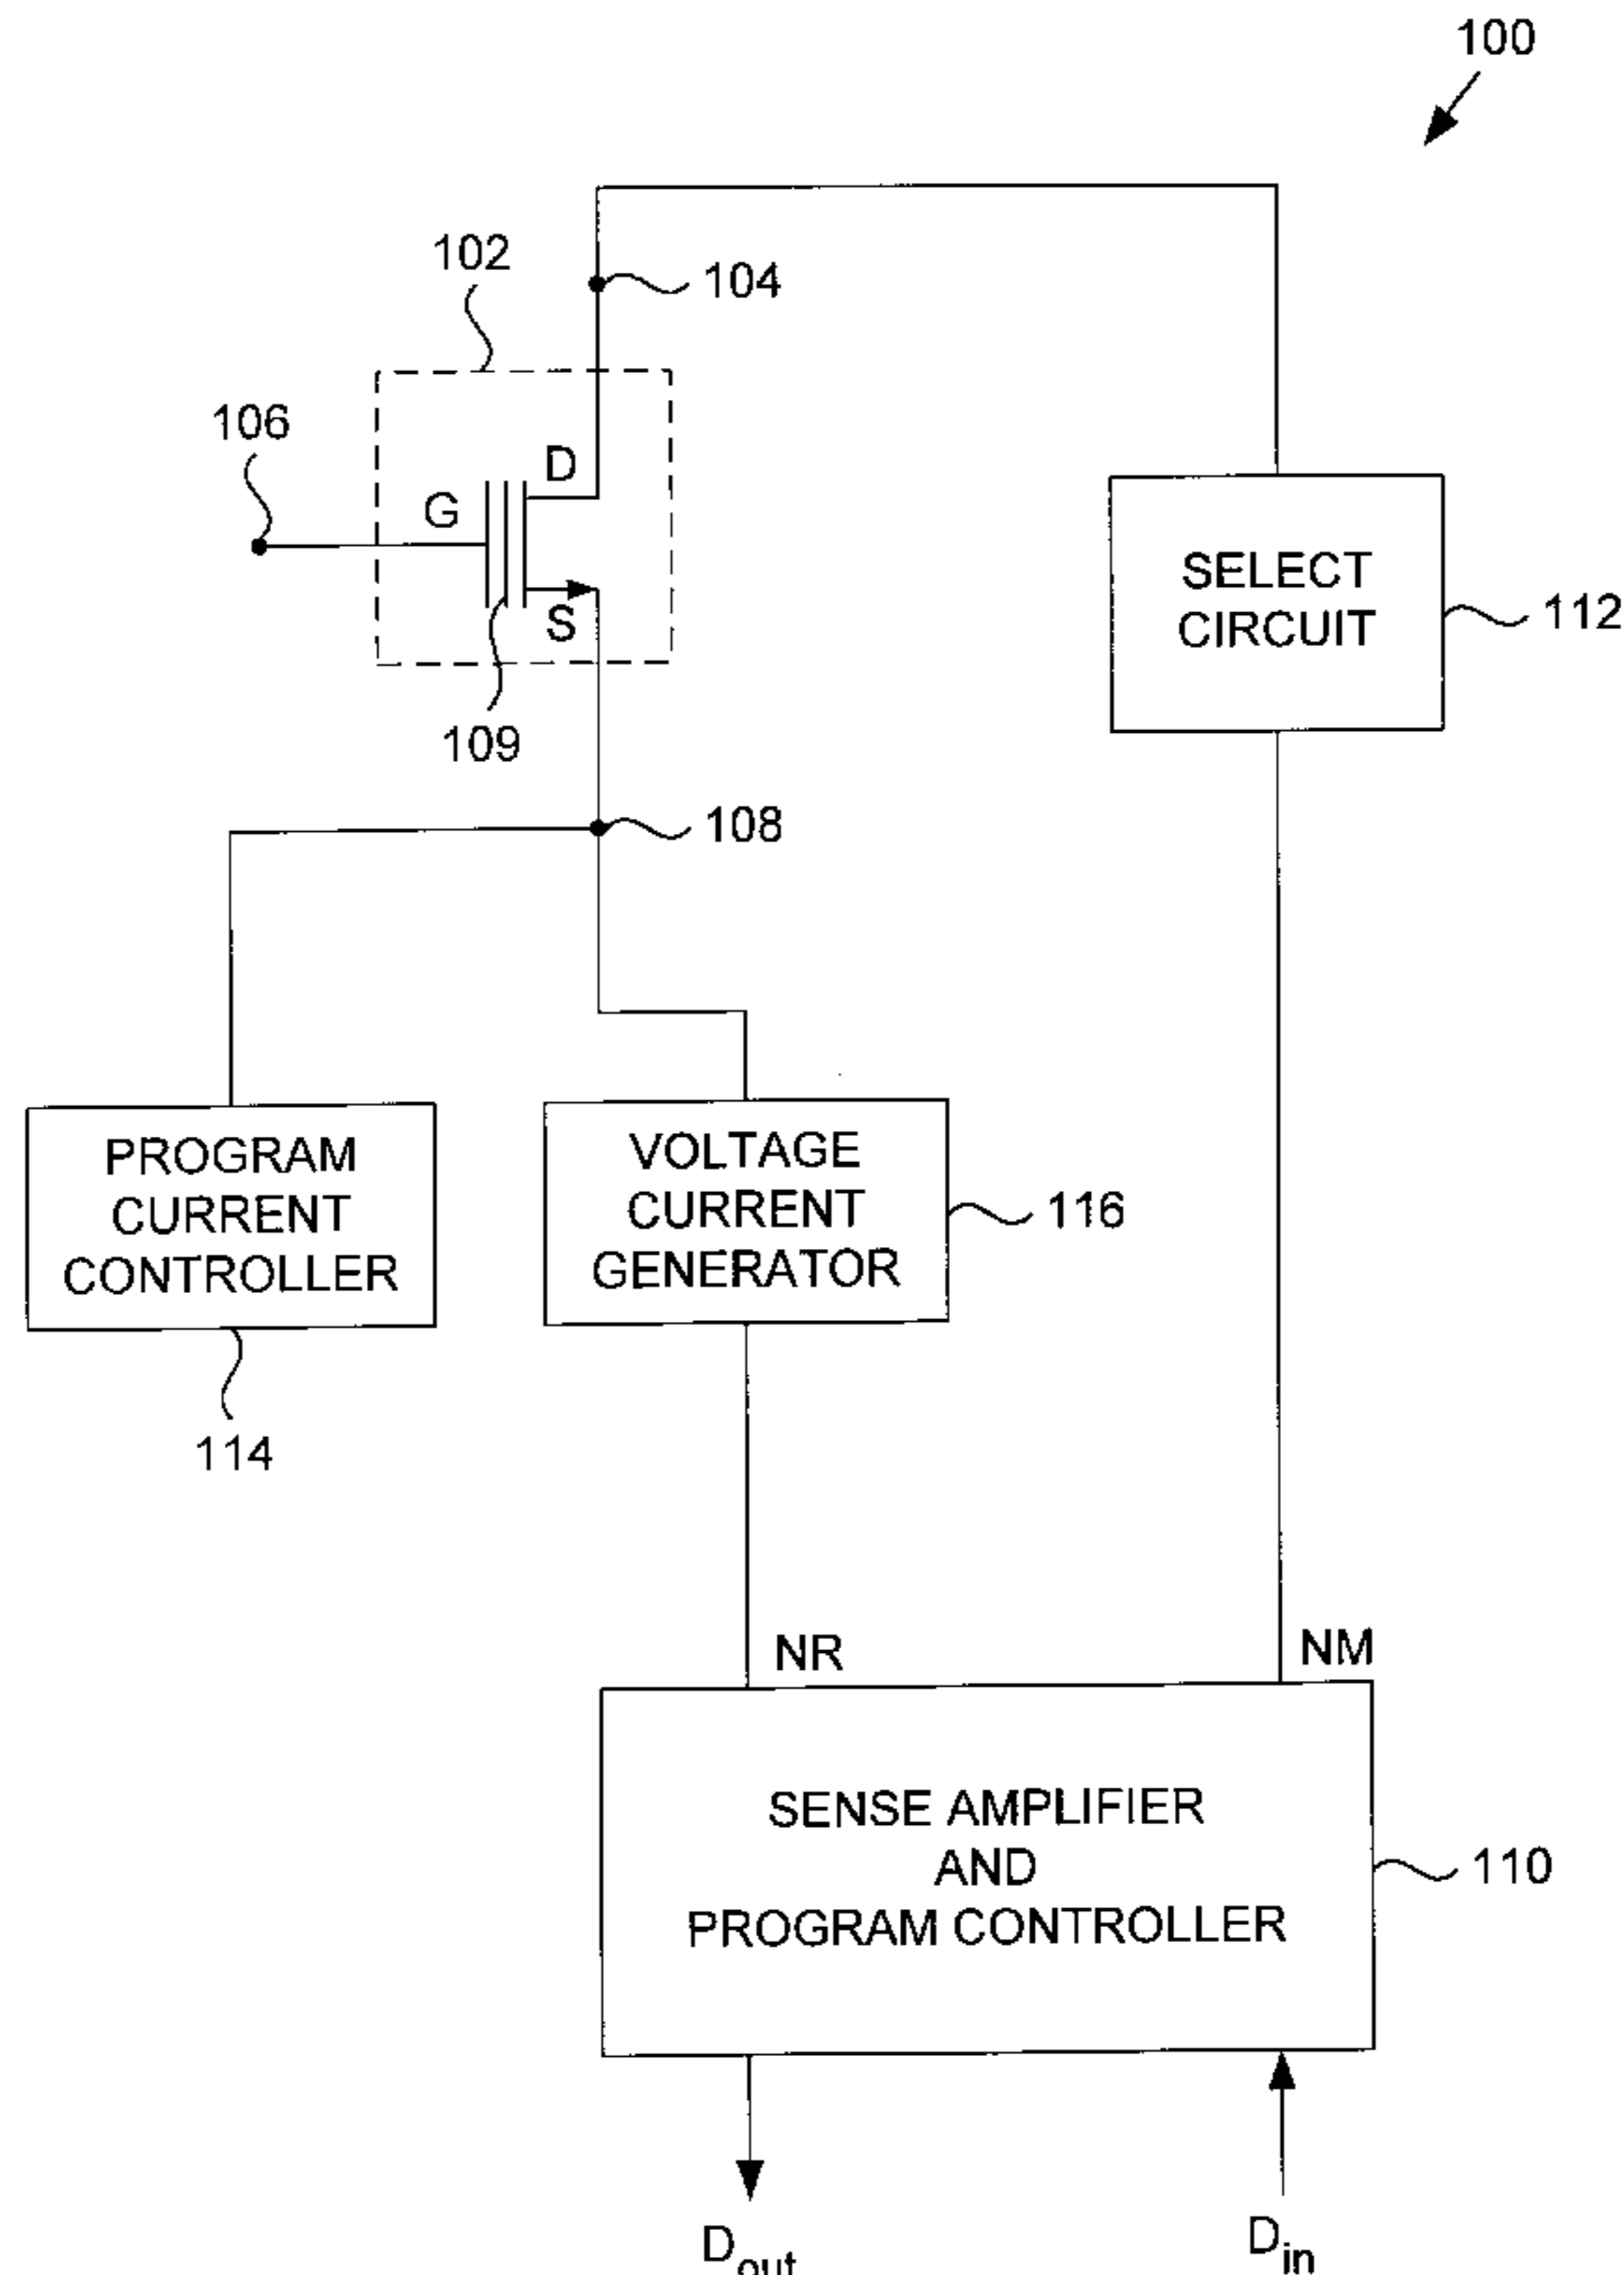 100
102
104
106
D
G
S
109
SELECT
CIRCUIT
112
108
PROGRAM
CURRENT
CONTROLLER
114
VOLTAGE
CURRENT
GENERATOR
116
NR
NM
SENSE AMPLIFIER
AND
PROGRAM CONTROLLER
110
Dout
Din